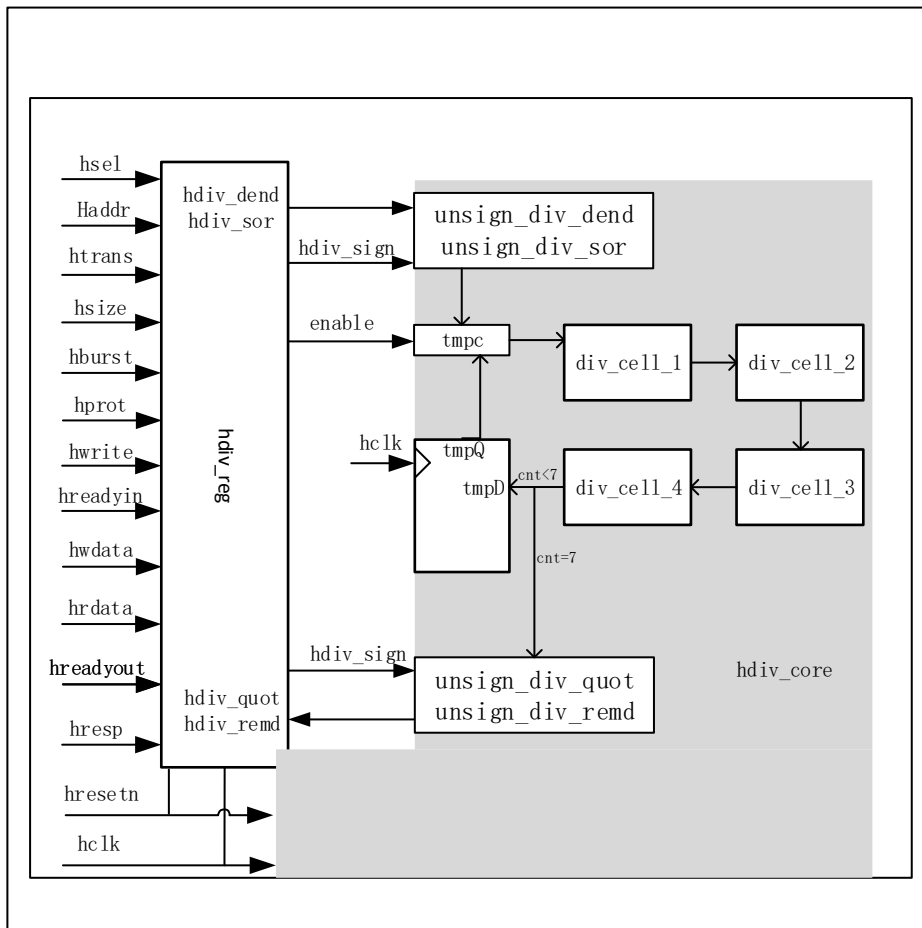 hsel
Haddr
htrans
hsize
hburst
hprot
hwrite
hreadyin
hwdata
hrdata
hreadyout
hresp
hresetn
hclk
hdiv_reg
hdiv_dend
hdiv_sor
hdiv_quot
hdiv_remd
hdiv_sign
enable
hclk
hdiv_sign
unsign_div_dend
unsign_div_sor
tmpc
div_cell_1
div_cell_2
tmpQ
tmpD
cnt<7
div_cell_4
div_cell_3
cnt=7
unsign_div_quot
unsign_div_remd
hdiv_core